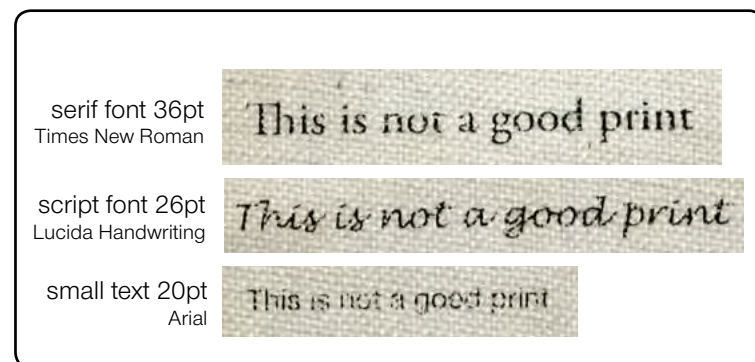 serif font 36pt
Times New Roman
This is not a good print
script font 26pt
Lucida Handwriting
This is not a good print
small text 20pt
Arial
This is not a good print